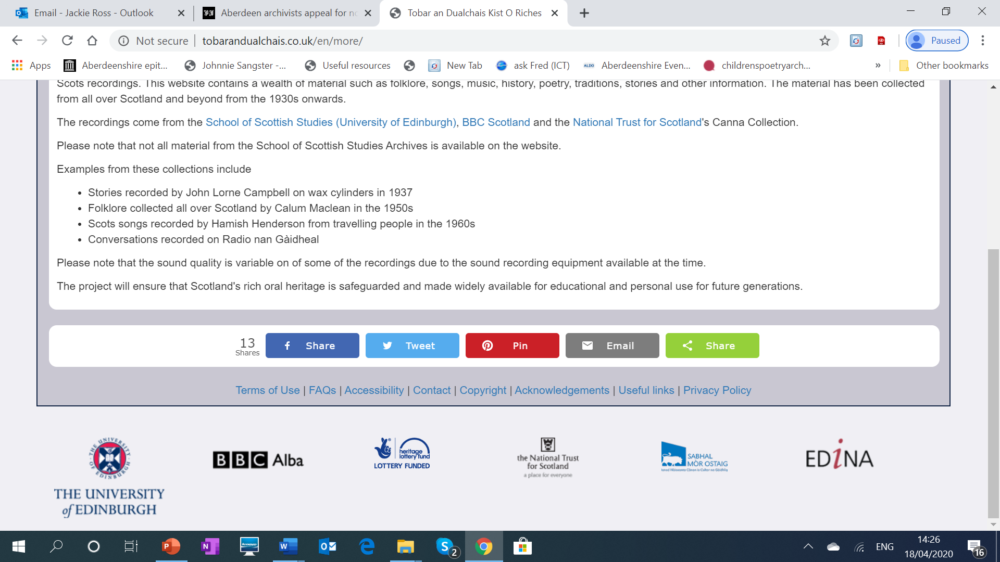 Email - Jackie Ross - Outlook
Aberdeen archivists appeal for
Tobar an Dualchais Kist O Riches
Not secure
tobarandualchais.co.uk/en/more/
Paused
Apps
Aberdeenshire epit...
Johnnie Sangster -...
Useful resources
New Tab
ask Fred (ICT)
ALDO
Aberdeenshire Even...
childrenspoetryarch...
»
Other bookmarks
Scots recordings. This website contains a wealth of material such as folklore, songs, music, history, poetry, traditions, stories and other information. The material has been collected
from all over Scotland and beyond from the 1930s onwards.
The recordings come from the School of Scottish Studies (University of Edinburgh), BBC Scotland and the National Trust for Scotland's Canna Collection.
Please note that not all material from the School of Scottish Studies Archives is available on the website.
Examples from these collections include
• Stories recorded by John Lorne Campbell on wax cylinders in 1937
• Folklore collected all over Scotland by Calum Maclean in the 1950s
• Scots songs recorded by Hamish Henderson from travelling people in the 1960s
• Conversations recorded on Radio nan Gàidheal
Please note that the sound quality is variable on of some of the recordings due to the sound recording equipment available at the time.
The project will ensure that Scotland's rich oral heritage is safeguarded and made widely available for educational and personal use for future generations.
13
Shares
Share
Tweet
Pin
Email
Share
Terms of Use | FAQs | Accessibility | Contact | Copyright | Acknowledgements | Useful links | Privacy Policy
THE UNIVERSITY OF EDINBURGH
THE UNIVERSITY
of EDINBURGH
BBC Alba
heritage
lottery fund
LOTTERY FUNDED
the National Trust
for Scotland
a place for everyone
SABHAL
MÒR OSTAIG
EDiNA
lenovo
2
ENG
14:26
18/04/2020
16